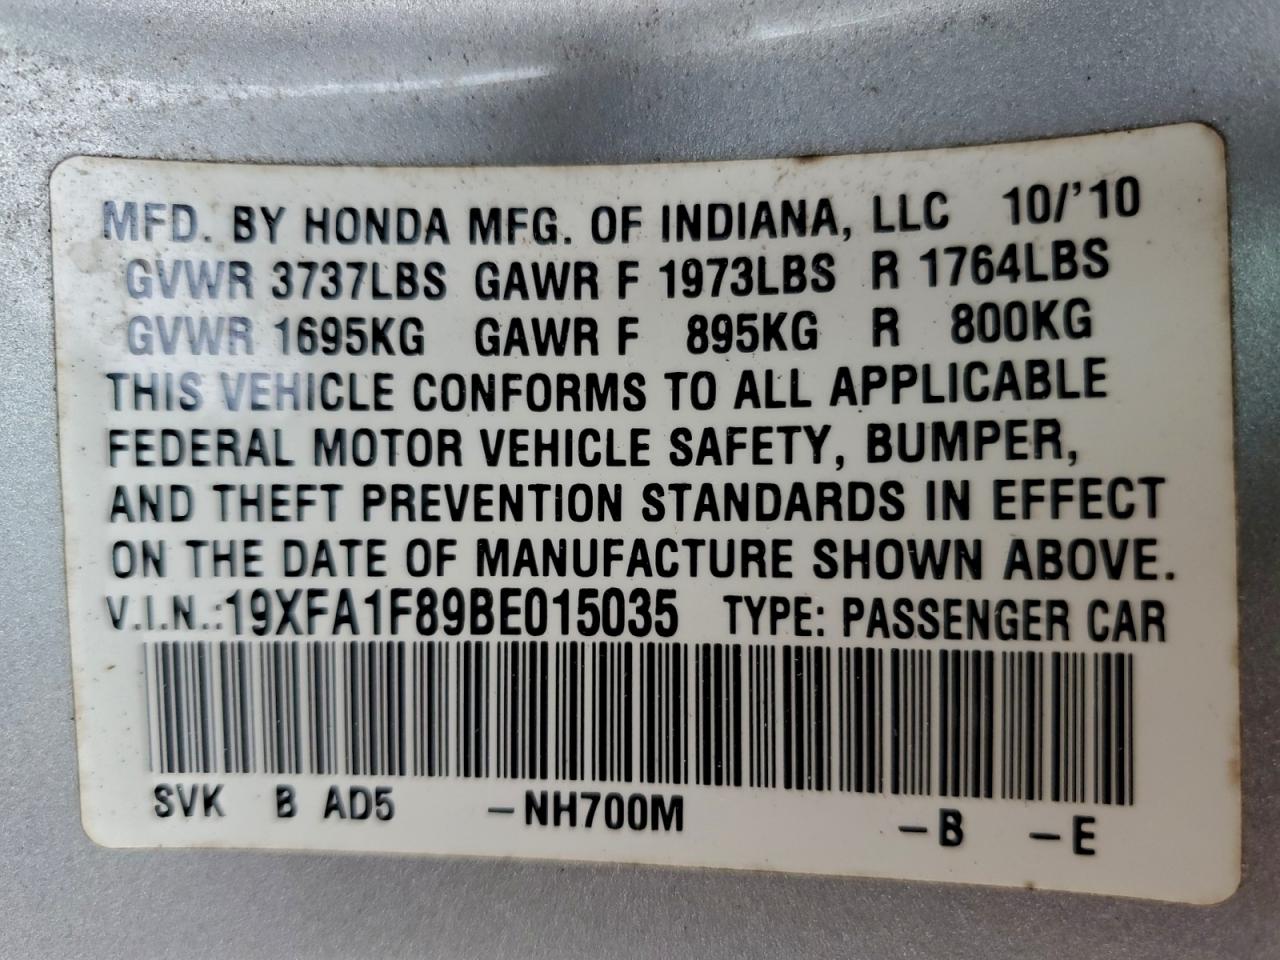 MFD. BY HONDA MFG. OF INDIANA, LLC 10/'10
GVWR 3737LBS GAWR F 1973LBS R 1764LBS
GVWR 1695KG GAWR F 895KG R 800KG
THIS VEHICLE CONFORMS TO ALL APPLICABLE
FEDERAL MOTOR VEHICLE SAFETY, BUMPER,
AND THEFT PREVENTION STANDARDS IN EFFECT
ON THE DATE OF MANUFACTURE SHOWN ABOVE.
V.I.N.:19XFA1F89BE015035 TYPE: PASSENGER CAR
SVK B AD5 –NH700M –B –E